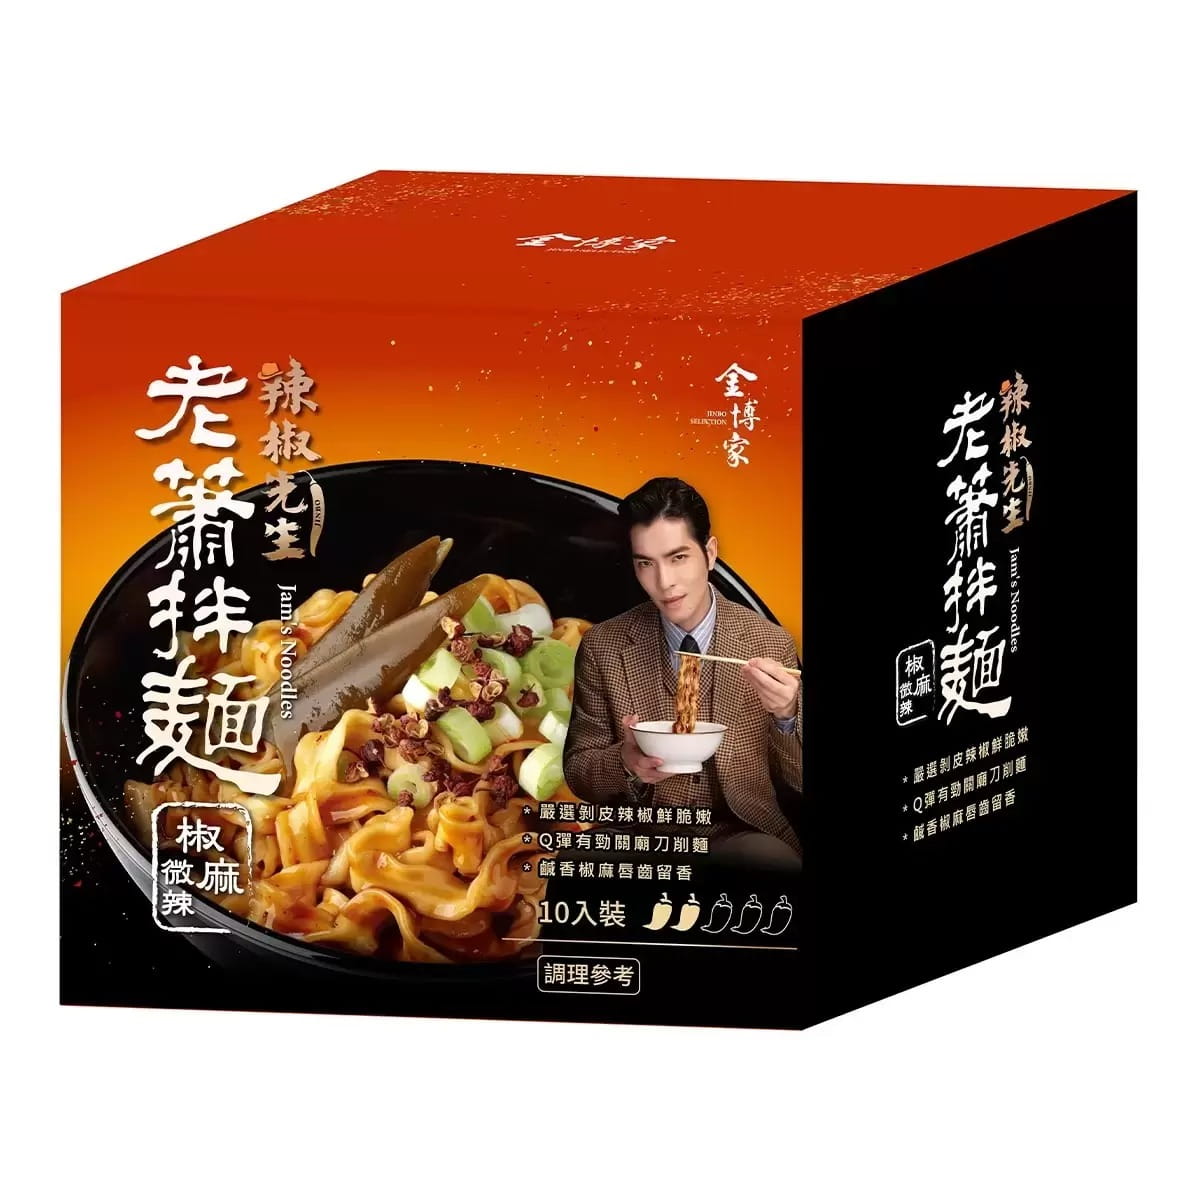 金博家
JINBO SELECTION
辣椒先生
JINBO
老蕭拌麵
Jam's Noodles
椒麻
微辣
金博家
JINBO
SELECTION
* 嚴選剝皮辣椒鮮脆嫩
* Q彈有勁關廟刀削麵
* 鹹香椒麻唇齒留香
10入裝
調理參考
辣椒先生
JINBO
老蕭拌麵
Jam's Noodles
椒麻
微辣
* 嚴選剝皮辣椒鮮脆嫩
* Q彈有勁關廟刀削麵
* 鹹香椒麻唇齒留香